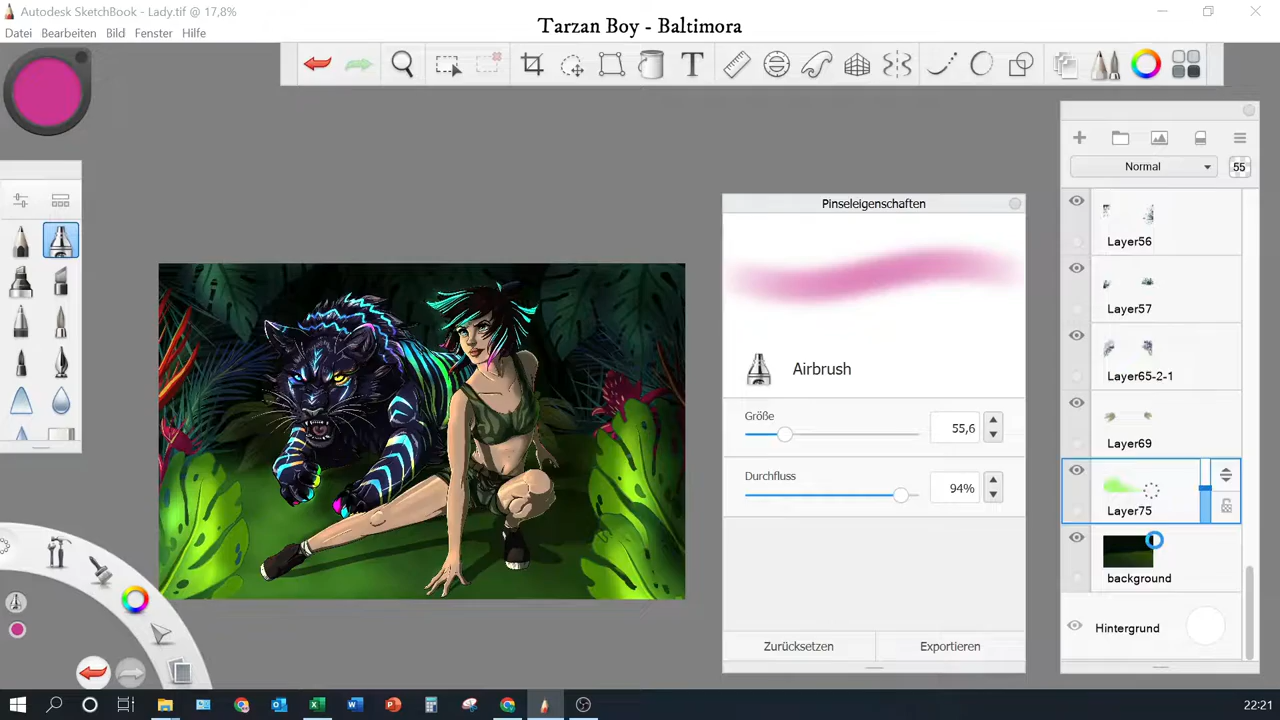 Autodesk SketchBook - Lady.tif @ 17,8%
Tarzan Boy - Baltimora
Datei Bearbeiten Bild Fenster Hilfe
Normal
55
Pinseleigenschaften
Airbrush
Größe
55,6
Durchfluss
94%
Zurücksetzen
Exportieren
Layer56
Layer57
Layer65-2-1
Layer69
Layer75
background
Hintergrund
22:21